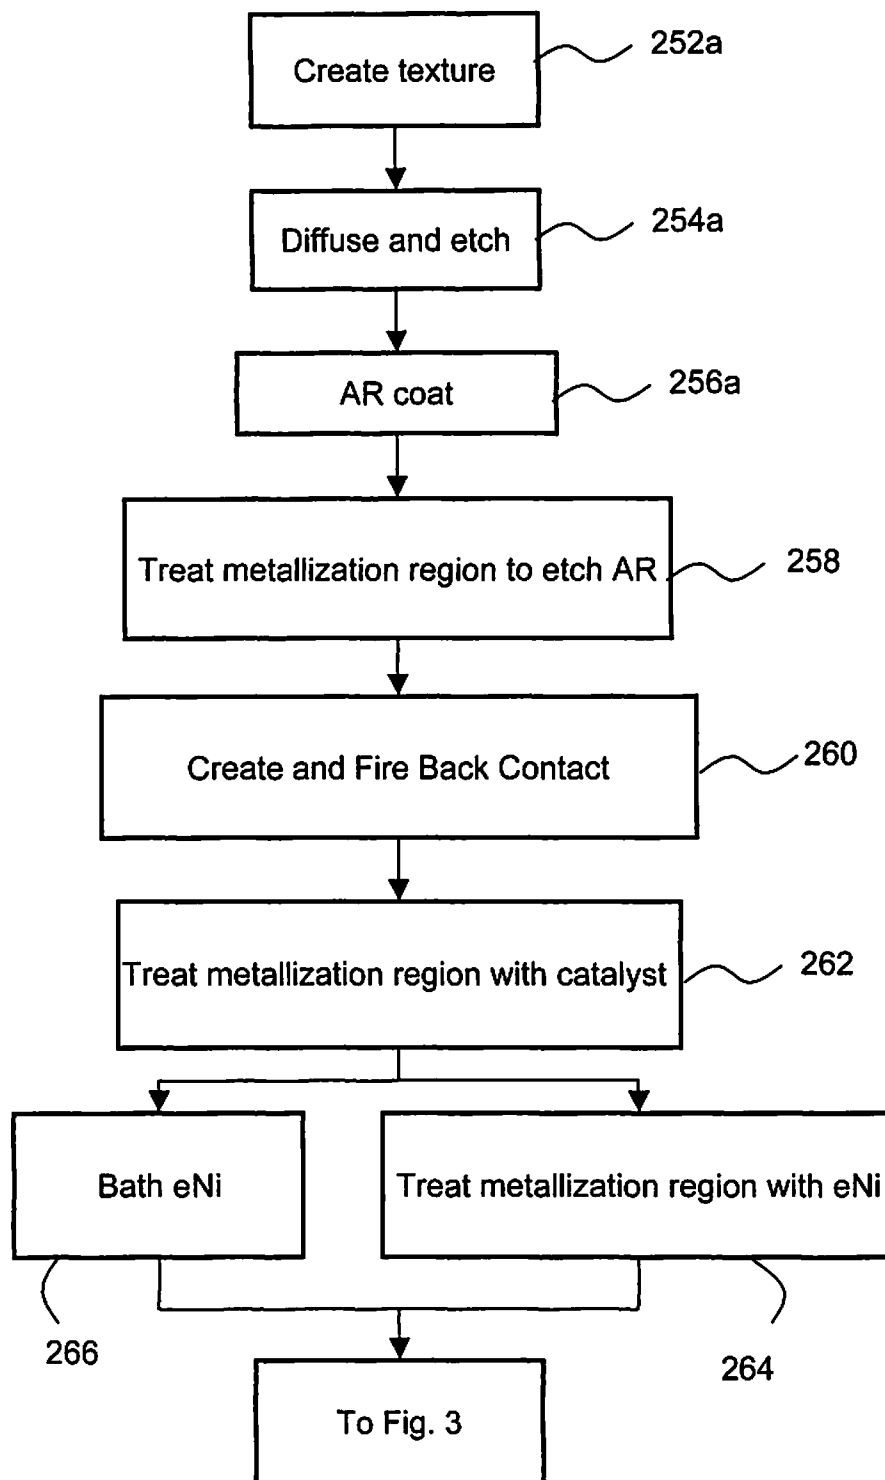 Create texture
252a
Diffuse and etch
254a
AR coat
256a
Treat metallization region to etch AR
258
Create and Fire Back Contact
260
Treat metallization region with catalyst
262
Bath eNi
Treat metallization region with eNi
266
264
To Fig. 3